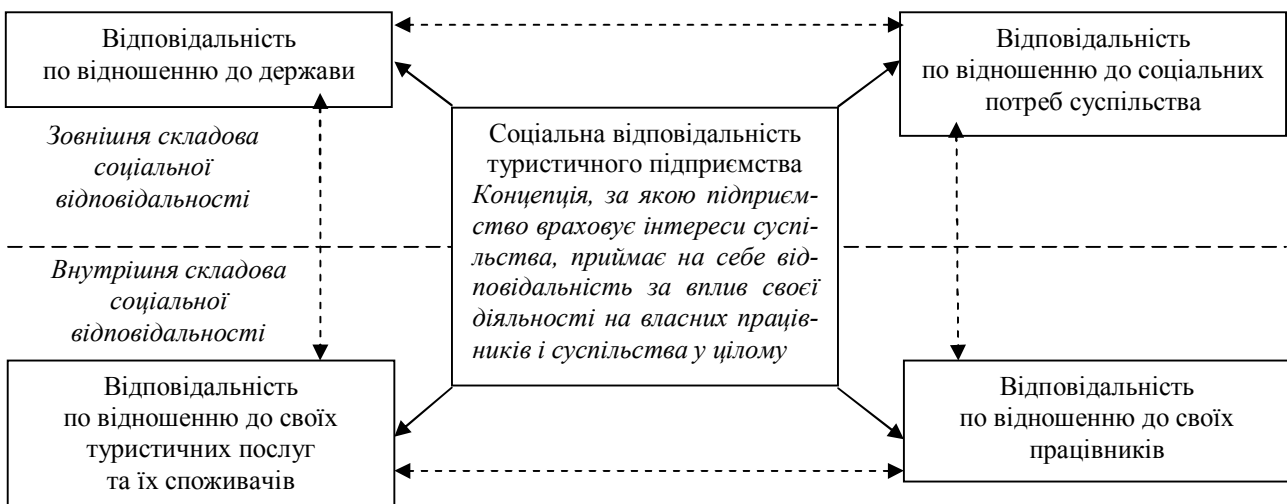 Відповідальність
по відношенню до держави
Відповідальність
по відношенню до соціальних
потреб суспільства
Зовнішня складова
соціальної
відповідальності
Соціальна відповідальність
туристичного підприємства
Концепція, за якою підприєм-
ство враховує інтереси суспі-
льства, приймає на себе від-
повідальність за вплив своєї
діяльності на власних праців-
ників і суспільства у цілому
Внутрішня складова
соціальної
відповідальності
Відповідальність
по відношенню до своїх
туристичних послуг
та їх споживачів
Відповідальність
по відношенню до своїх
працівників